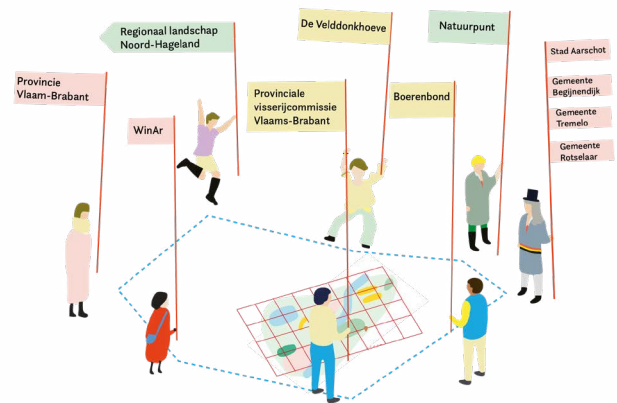 De Velddonkhoeve
Regionaal landschap
Noord-Hageland
Natuurpunt
Stad Aarschot
Provincie
Vlaam-Brabant
Gemeente
Begijnendijk
Provinciale
visserijcommissie
Vlaams-Brabant
Boerenbond
Gemeente
Tremelo
WinAr
Gemeente
Rotselaar